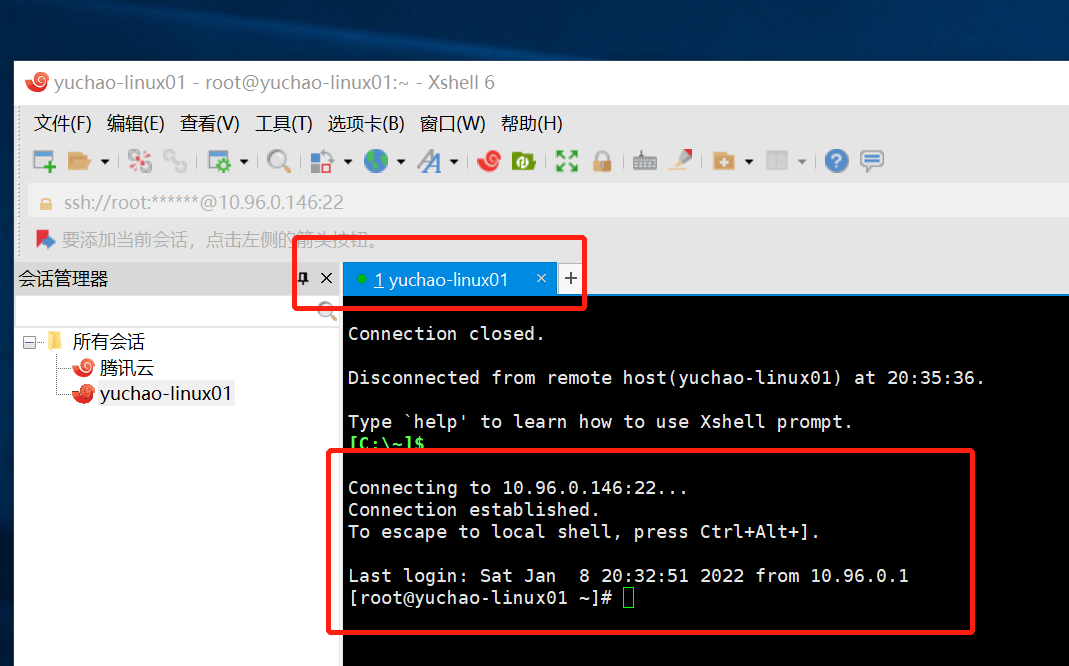 yuchao-linux01 - root@yuchao-linux01:~ - Xshell 6
文件(F) 编辑(E) 查看(V) 工具(T) 选项卡(B) 窗口(W) 帮助(H)
ssh://root:******@10.96.0.146:22
要添加当前会话，点击左侧的箭头按钮。
会话管理器
1 yuchao-linux01
所有会话
腾讯云
yuchao-linux01
Connection closed.
Disconnected from remote host(yuchao-linux01) at 20:35:36.
Type `help' to learn how to use Xshell prompt.
[C:\~]$
Connecting to 10.96.0.146:22...
Connection established.
To escape to local shell, press Ctrl+Alt+].
Last login: Sat Jan  8 20:32:51 2022 from 10.96.0.1
[root@yuchao-linux01 ~]#